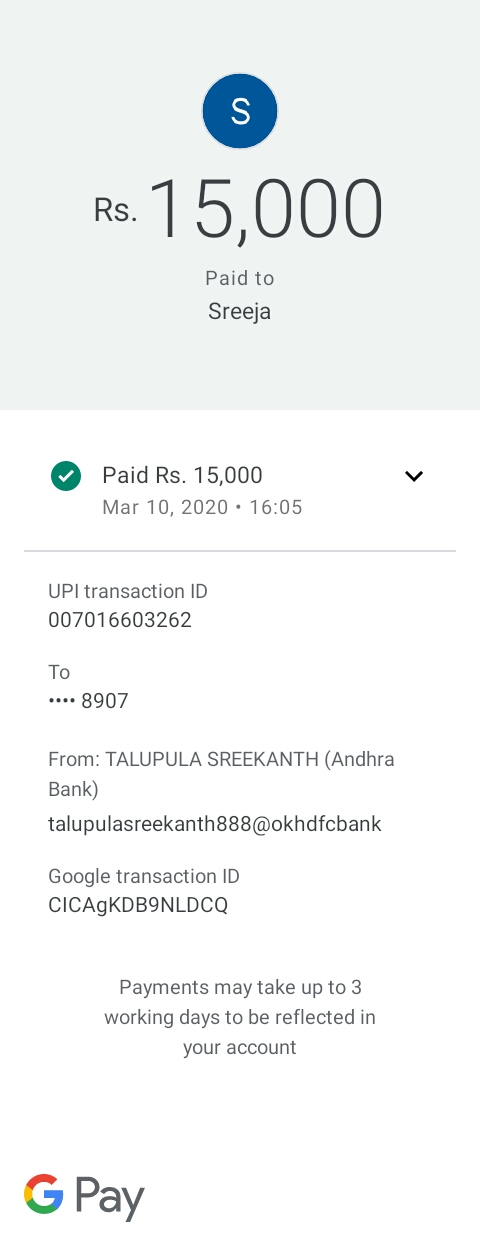 S
Rs. 15,000
Paid to
Sreeja
Paid Rs. 15,000
Mar 10, 2020 • 16:05
UPI transaction ID
007016603262
To
•••• 8907
From: TALUPULA SREEKANTH (Andhra
Bank)
talupulasreekanth888@okhdfcbank
Google transaction ID
CICAgKDB9NLDCQ
Payments may take up to 3
working days to be reflected in
your account
G Pay